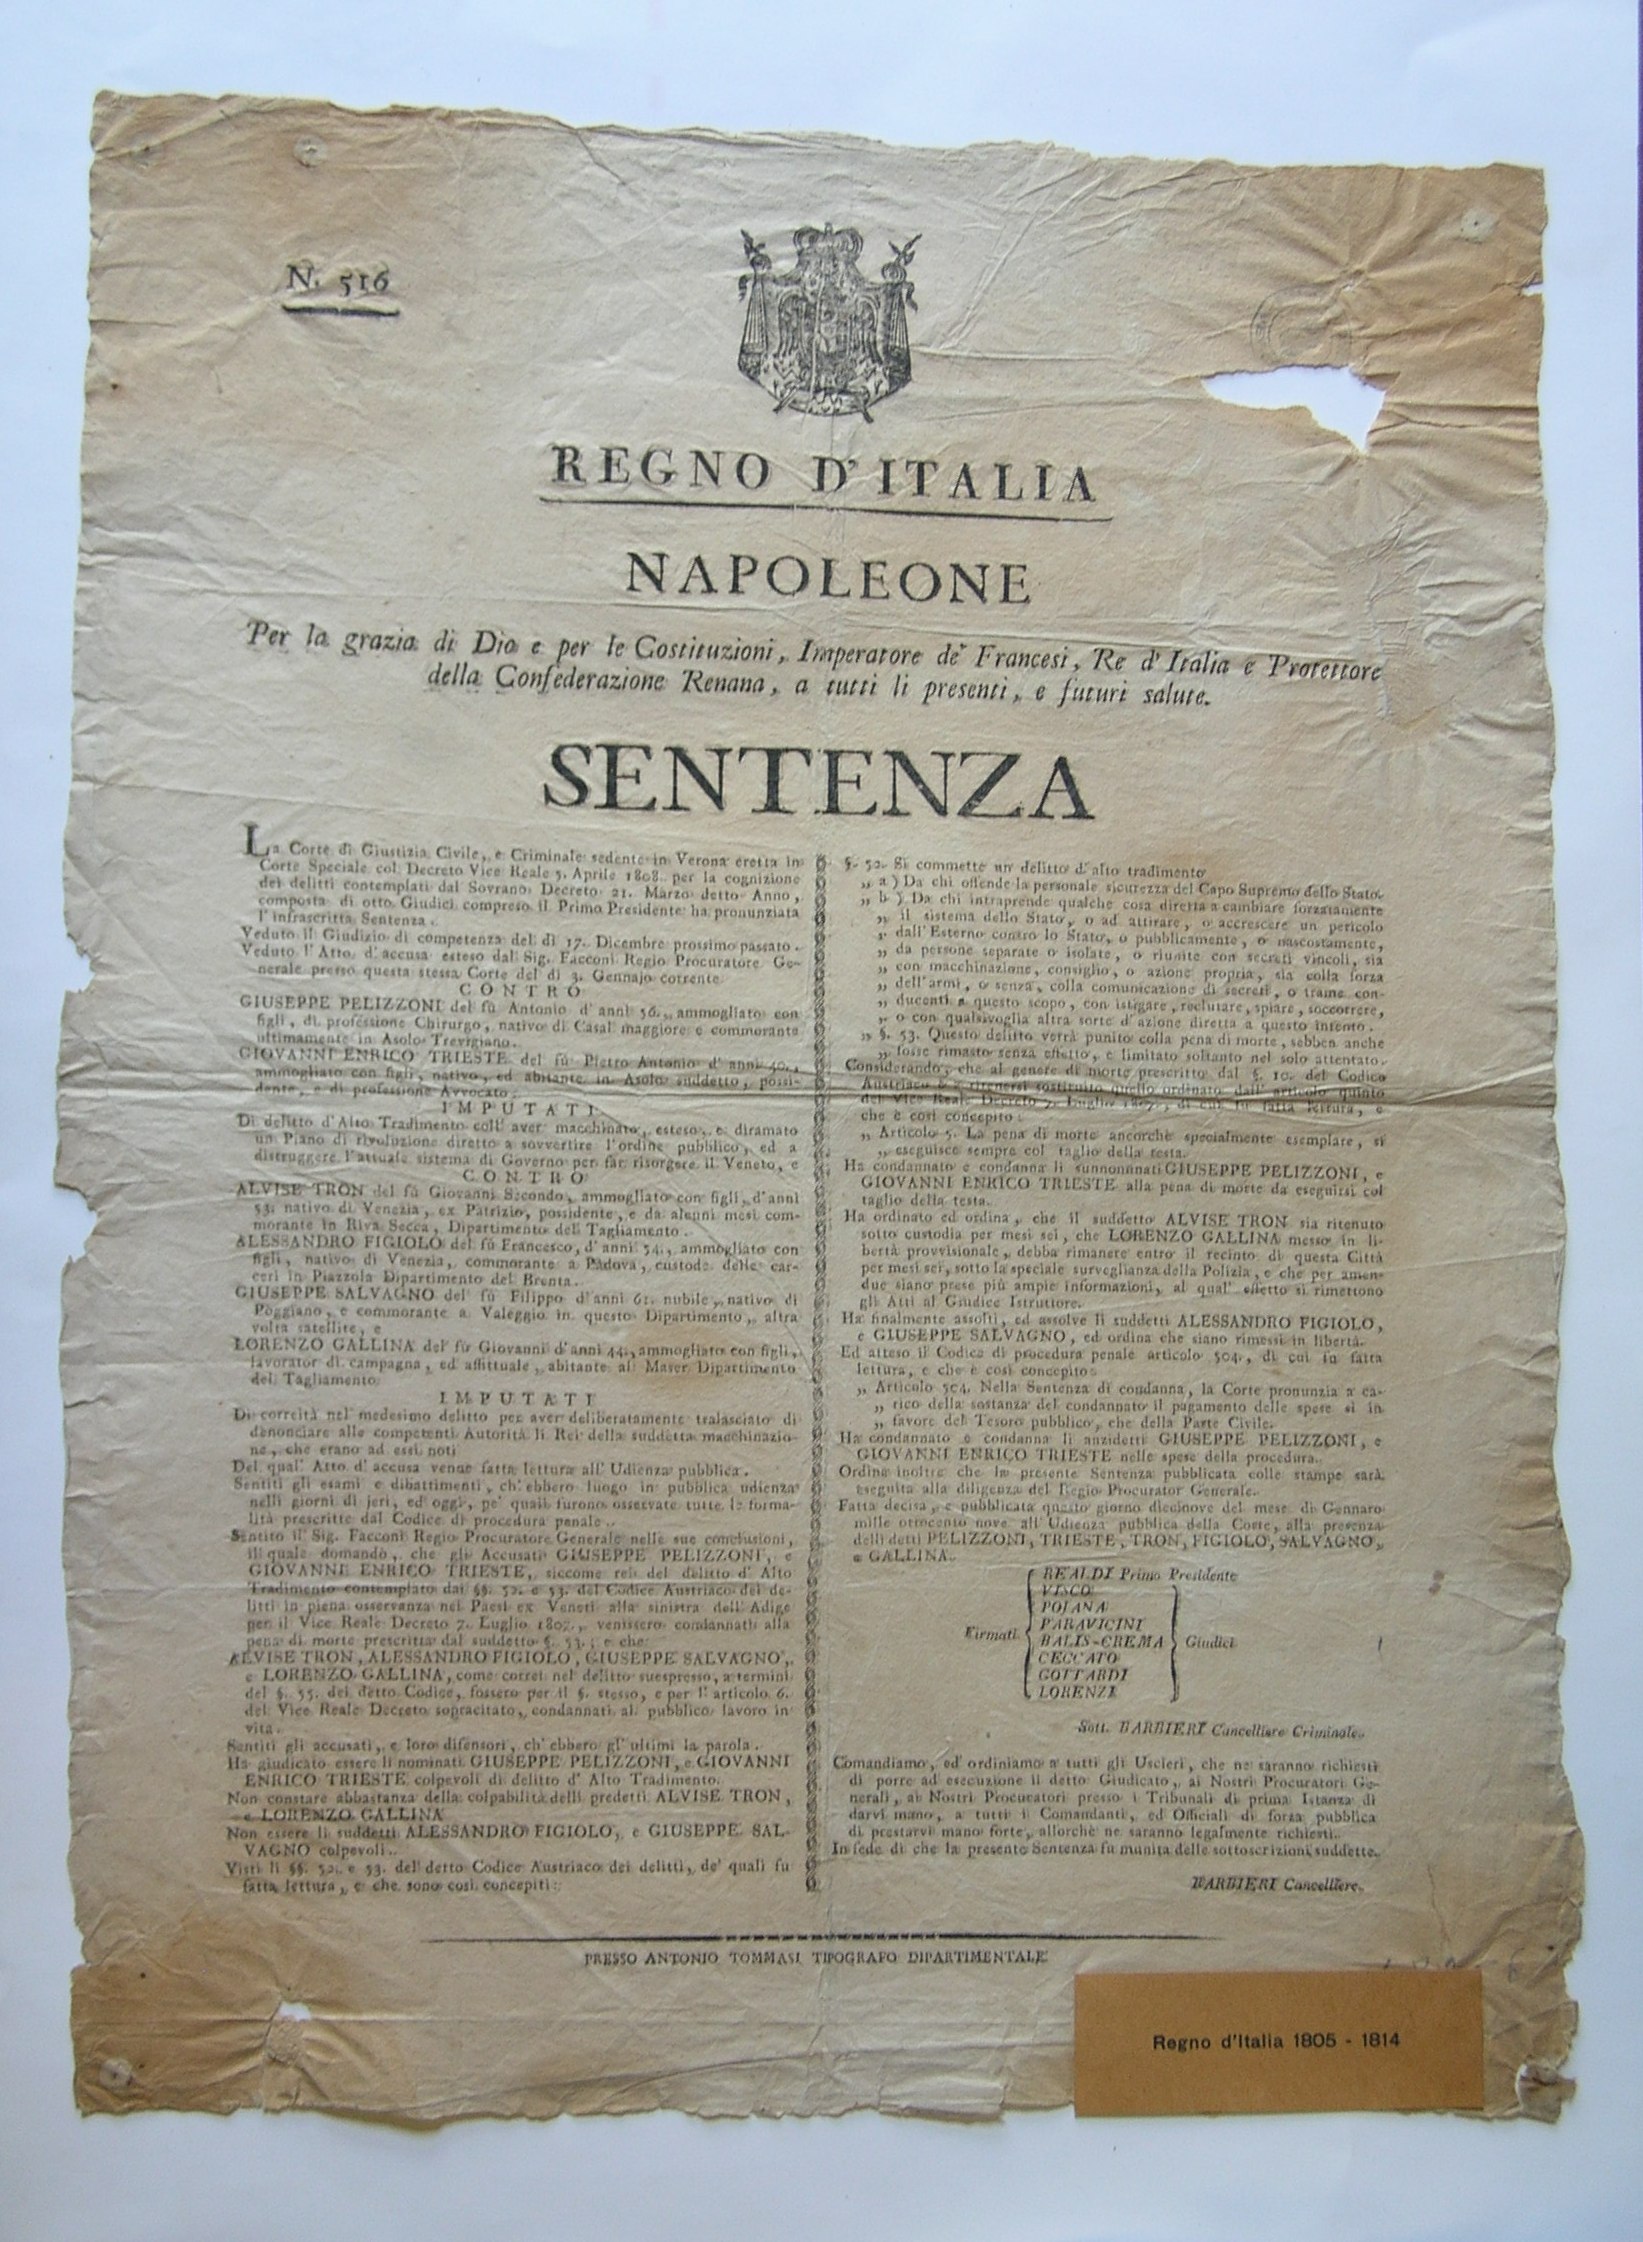 N. 516
REGNO D'ITALIA
NAPOLEONE
Per la grazia di Dio e per le Costituzioni, Imperatore de' Francesi, Re d'Italia e Protettore
della Confederazione Renana, a tutti li presenti, e futuri salute.
SENTENZA
La Corte di Giustizia Civile, e Criminale sedente in Verona eretta in
Corte Speciale col Decreto Vice Reale 5. Aprile 1808 per la cognizione
dei delitti contemplati dal Sovrano Decreto 21. Marzo detto Anno,
composta di otto Giudici compreso il Primo Presidente ha pronunziata
l'infrascritta Sentenza.
Veduto il Giudizio di competenza del dì 17. Dicembre prossimo passato.
Veduto l'Atto d'accusa esteso dal Sig. Facconi Regio Procuratore Ge-
nerale presso questa stessa Corte del dì 3. Gennajo corrente
CONTRO
GIUSEPPE PELIZZONI del fù Antonio d'anni 36., ammogliato con
figli, di professione Chirurgo, nativo di Casal maggiore e commorante
ultimamente in Asolo Trevigiano.
GIOVANNI ENRICO TRIESTE del fù Pietro Antonio d'anni 40.,
ammogliato con figli, nativo, ed abitante in Asolo suddetto, possi-
dente, e di professione Avvocato.
IMPUTATI
Di delitto d'Alto Tradimento coll'aver macchinato, esteso, e diramato
un Piano di rivoluzione diretto a sovvertire l'ordine pubblico, ed a
distruggere l'attuale sistema di Governo per far risorgere il Veneto, e
CONTRO
ALVISE TRON del fù Giovanni Secondo, ammogliato con figli, d'anni
53. nativo di Venezia, ex Patrizio, possidente, e da alcuni mesi com-
morante in Riva Secca, Dipartimento del Tagliamento.
ALESSANDRO FIGIOLO del fù Francesco, d'anni 54., ammogliato con
figli, nativo di Venezia, commorante a Padova, custode delle car-
ceri in Piazzola Dipartimento del Brenta.
GIUSEPPE SALVAGNO del fù Filippo d'anni 61. nubile, nativo di
Poggiano, e commorante a Valeggio in questo Dipartimento, altra
volta satellite, e
LORENZO GALLINA del fù Giovanni d'anni 44., ammogliato con figli,
lavorator di campagna, ed affittuale, abitante al Maser Dipartimento
del Tagliamento
IMPUTATI
Di correità nel medesimo delitto per aver deliberatamente tralasciato di
denonciare alle competenti Autorità li Rei della suddetta macchinazio-
ne, che erano ad essi noti
Del qual' Atto d'accusa venne fatta lettura all'Udienza pubblica.
Sentiti gli esami e dibattimenti, ch'ebbero luogo in pubblica udienza
nelli giorni di jeri, ed oggi, pe' quali furono osservate tutte le forma-
lità prescritte dal Codice di procedura penale.
Sentito il Sig. Facconi Regio Procuratore Generale nelle sue conclusioni,
il quale domandò, che gli Accusati GIUSEPPE PELIZZONI, e
GIOVANNI ENRICO TRIESTE, siccome rei del delitto d'Alto
Tradimento contemplato dai §§. 52. e 53. del Codice Austriaco dei de-
litti in piena osservanza nei Paesi ex Veneti alla sinistra dell'Adige
per il Vice Reale Decreto 7. Luglio 1807., venissero condannati alla
pena di morte prescritta dal suddetto §. 53.; e che
ALVISE TRON, ALESSANDRO FIGIOLO, GIUSEPPE SALVAGNO,
e LORENZO GALLINA, come correi nel delitto suespresso, a termini
del §. 55. del detto Codice, fossero per il §. stesso, e per l'articolo 6.
del Vice Reale Decreto sopracitato, condannati al pubblico lavoro in
vita.
Sentiti gli accusati, e loro difensori, ch'ebbero gl'ultimi la parola.
Ha giudicato essere li nominati GIUSEPPE PELIZZONI, e GIOVANNI
ENRICO TRIESTE colpevoli di delitto d'Alto Tradimento.
Non constare abbastanza della colpabilità delli predetti ALVISE TRON,
e LORENZO GALLINA
Non essere li suddetti ALESSANDRO FIGIOLO, e GIUSEPPE SAL-
VAGNO colpevoli.
Visti li §§. 52. e 53. del detto Codice Austriaco dei delitti, de' quali fu
fatta lettura, e che sono così concepiti:
§. 52. Si commette un delitto d'alto tradimento
„ a) Da chi offende la personale sicurezza del Capo Supremo dello Stato.
„ b) Da chi intraprende qualche cosa diretta a cambiare forzatamente
„ il sistema dello Stato, o ad attirare, o accrescere un pericolo
„ dall'Esterno contro lo Stato, o pubblicamente, o nascostamente,
„ da persone separate o isolate, o riunite con secreti vincoli, sia
„ con macchinazione, consiglio, o azione propria, sia colla forza
„ dell'armi, o senza, colla comunicazione di secreti, o trame con-
„ ducenti a questo scopo, con istigare, reclutare, spiare, soccorrere,
„ o con qualsivoglia altra sorte d'azione diretta a questo intento.
„ §. 53. Questo delitto verrà punito colla pena di morte, sebben anche
„ fosse rimasto senza effetto, e limitato soltanto nel solo attentato.
Considerando, che al genere di morte prescritto dal §. 10. del Codice
Austriaco è a ritenersi sostituito quello ordinato dall'articolo quinto
del Vice Real Decreto 7. Luglio 1807., di cui fu fatta lettura, e
che è così concepito:
„ Articolo 5. La pena di morte ancorchè specialmente esemplare, si
„ eseguisce sempre col taglio della testa.
Ha condannato e condanna li sunnominati GIUSEPPE PELIZZONI, e
GIOVANNI ENRICO TRIESTE alla pena di morte da eseguirsi col
taglio della testa.
Ha ordinato ed ordina, che il suddetto ALVISE TRON sia ritenuto
sotto custodia per mesi sei, che LORENZO GALLINA messo in li-
bertà provvisionale, debba rimanere entro il recinto di questa Città
per mesi sei, sotto la speciale surveglianza della Polizia, e che per amen-
due siano prese più ampie informazioni, al qual' effetto si rimettono
gli Atti al Giudice Istruttore.
Ha finalmente assolti, ed assolve li suddetti ALESSANDRO FIGIOLO,
e GIUSEPPE SALVAGNO, ed ordina che siano rimessi in libertà.
Ed atteso il Codice di procedura penale articolo 504., di cui fu fatta
lettura, e che è così concepito:
„ Articolo 504. Nella Sentenza di condanna, la Corte pronunzia a ca-
„ rico della sostanza del condannato il pagamento delle spese sì in
„ favore del Tesoro pubblico, che della Parte Civile.
Ha condannato e condanna li anzidetti GIUSEPPE PELIZZONI, e
GIOVANNI ENRICO TRIESTE nelle spese della procedura.
Ordina inoltre che la presente Sentenza pubblicata colle stampe sarà
eseguita alla diligenza del Regio Procurator Generale.
Fatta decisa, e pubblicata questo giorno diecinove del mese di Gennaro
mille ottocento nove all'Udienza pubblica della Corte, alla presenza
delli detti PELIZZONI, TRIESTE, TRON, FIGIOLO, SALVAGNO,
e GALLINA.
REALDI Primo Presidente
VISCO
POJANA
PARAVICINI
Firmati BALIS-CREMA Giudici
CECCATO
GOTTARDI
LORENZI
Sott. BARBIERI Cancelliere Criminale.
Comandiamo, ed ordiniamo a tutti gli Uscieri, che ne saranno richiesti
di porre ad esecuzione il detto Giudicato, ai Nostri Procuratori Ge-
nerali, ai Nostri Procuratori presso i Tribunali di prima Istanza di
darvi mano, a tutti i Comandanti, ed Officiali di forza pubblica
di prestarvi mano forte, allorchè ne saranno legalmente richiesti.
In fede di che la presente Sentenza fu munita delle sottoscrizioni suddette.
BARBIERI Cancelliere.
PRESSO ANTONIO TOMMASI TIPOGRAFO DIPARTIMENTALE
Regno d'Italia 1805 - 1814